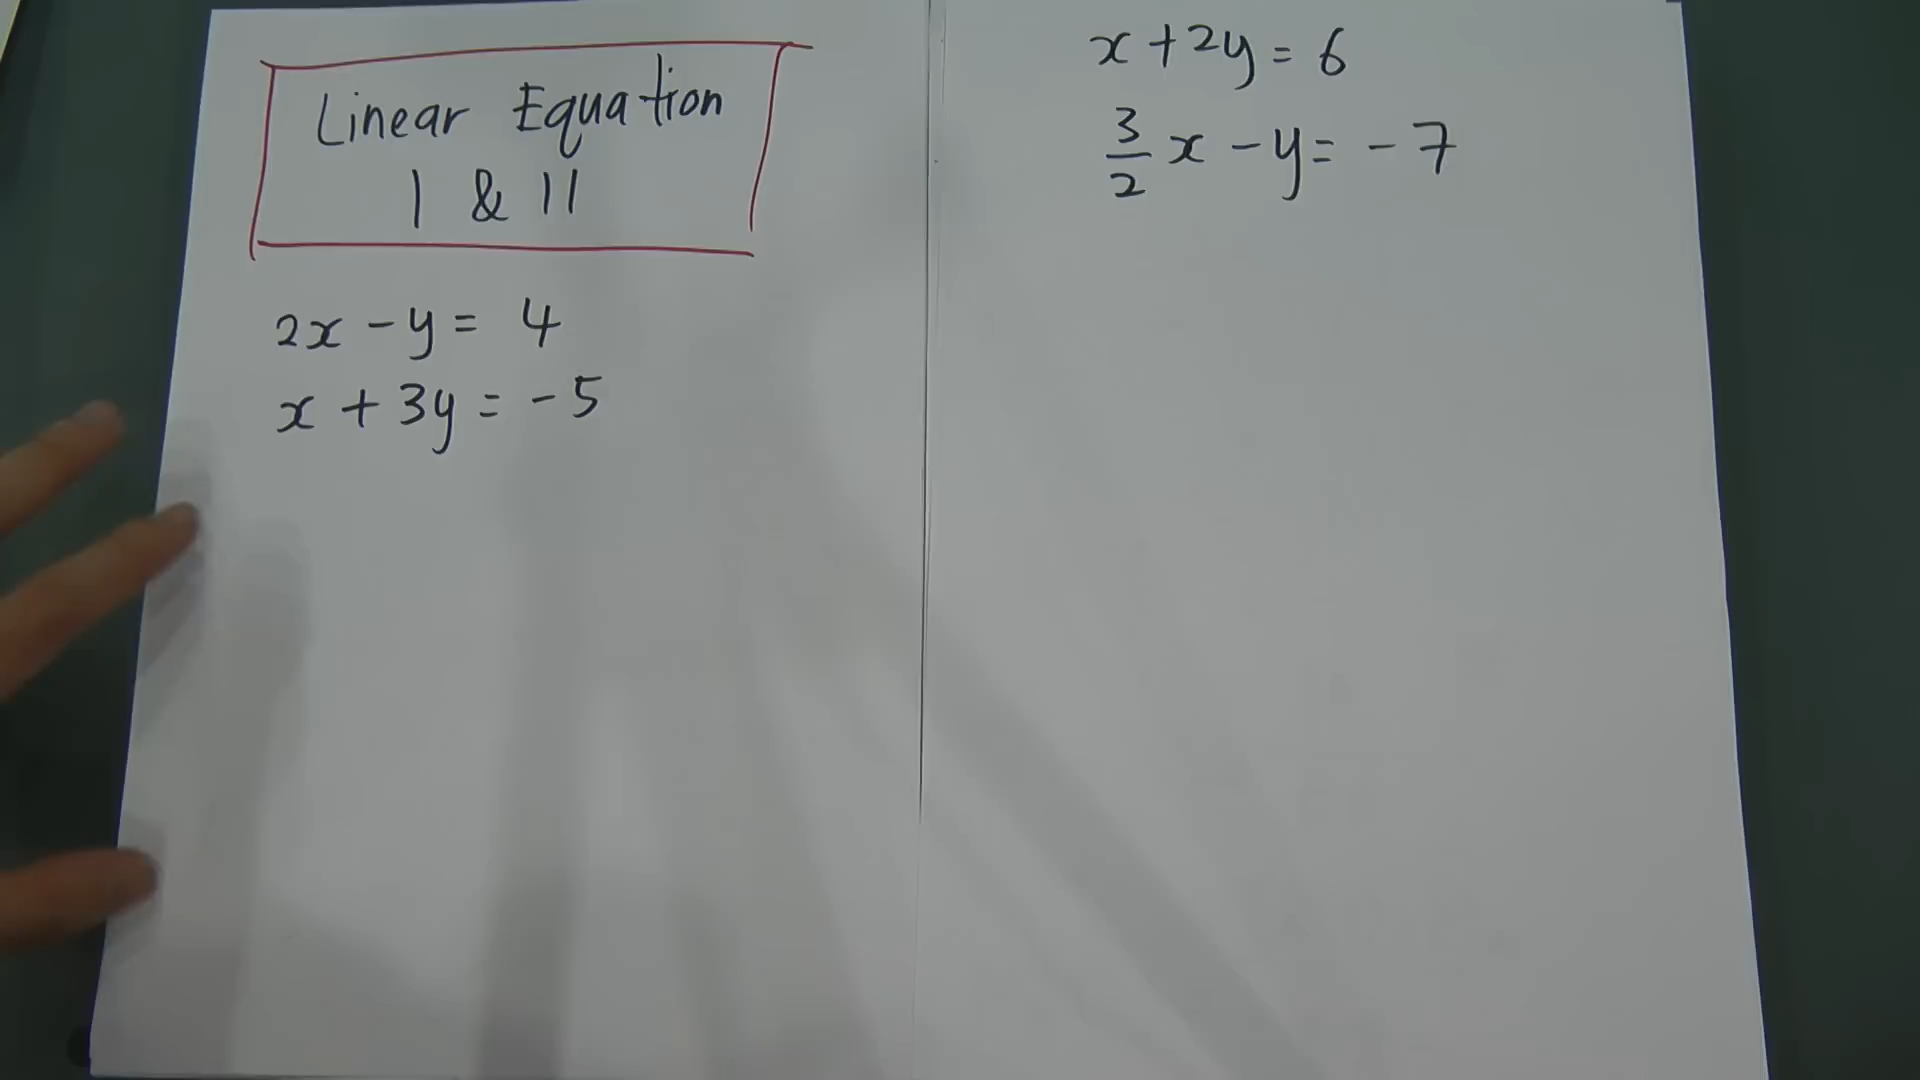 Linear Equation
I & II
2x - y = 4
x + 3y = -5
x + 2y = 6
3/2 x - y = -7